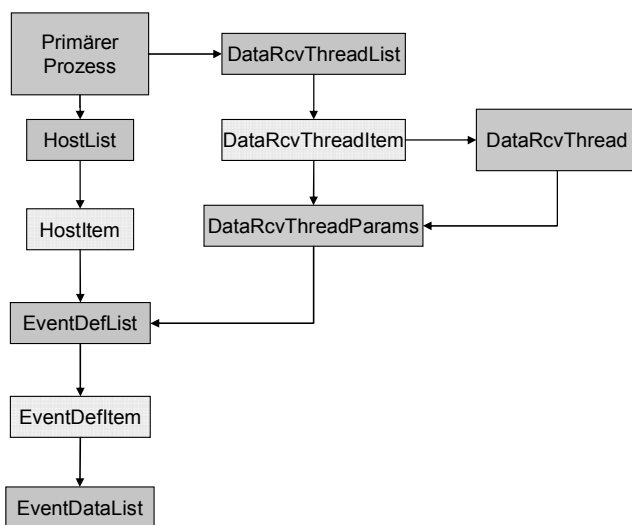 Primärer
Prozess
DataRcvThreadList
HostList
DataRcvThreadItem
DataRcvThread
HostItem
DataRcvThreadParams
EventDefList
EventDefItem
EventDataList